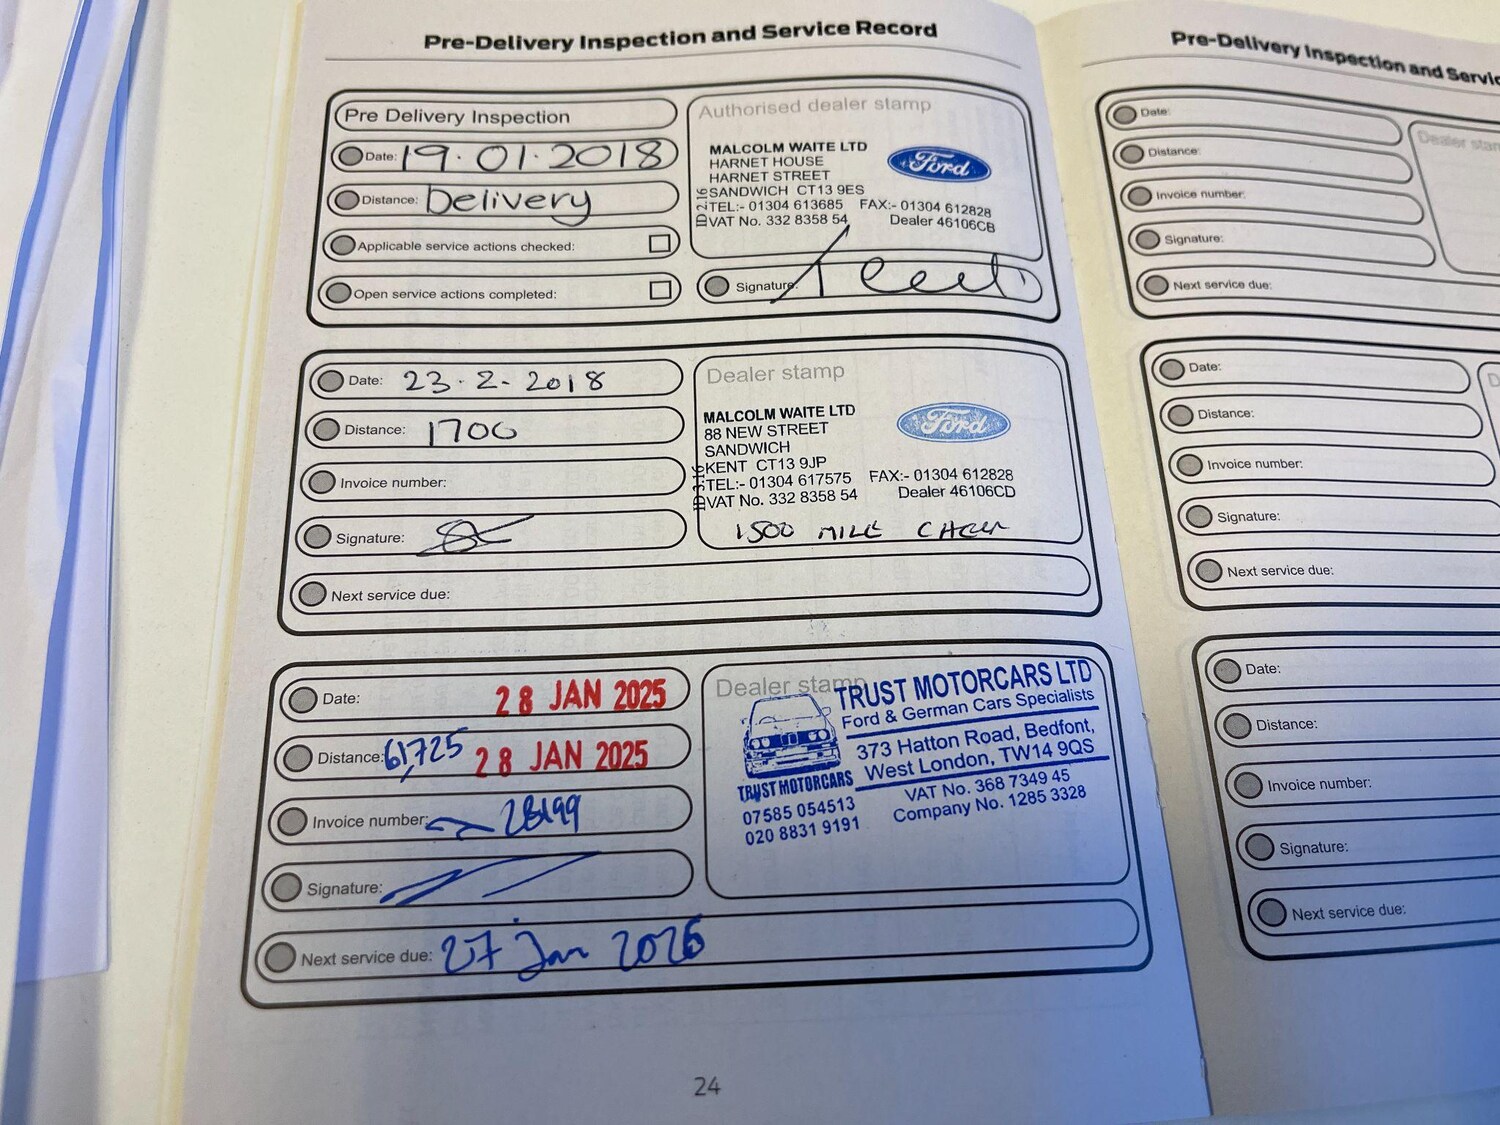 Pre-Delivery Inspection and Service Record
Pre Delivery Inspection
Date: 19.01.2018
Distance: Delivery
Applicable service actions checked:
Open service actions completed:
Authorised dealer stamp
MALCOLM WAITE LTD
HARNET HOUSE
HARNET STREET
SANDWICH CT13 9ES
TEL:- 01304 613685 FAX:- 01304 612828
VAT No. 332 8358 54 Dealer 46106CB
Ford
Signature:
Date: 23.2.2018
Distance: 1700
Invoice number:
Signature:
Next service due:
Dealer stamp
MALCOLM WAITE LTD
88 NEW STREET
SANDWICH
KENT CT13 9JP
TEL:- 01304 617575 FAX:- 01304 612828
VAT No. 332 8358 54 Dealer 46106CD
Ford
1500 MILE CHECK
Date: 28 JAN 2025
Distance: 61,725 28 JAN 2025
Invoice number: 28199
Signature:
Next service due: 27 Jan 2026
Dealer stamp
TRUST MOTORCARS LTD
Ford & German Cars Specialists
373 Hatton Road, Bedfont,
West London, TW14 9QS
VAT No. 368 7349 45
Company No. 1285 3328
TRUST MOTORCARS
07585 054513
020 8831 9191
24
Pre-Delivery Inspection and
Date:
Distance:
Invoice number:
Signature:
Next service due:
Dealer
Date:
Distance:
Invoice number:
Signature:
Next service due:
Date:
Distance:
Invoice number:
Signature:
Next service due: